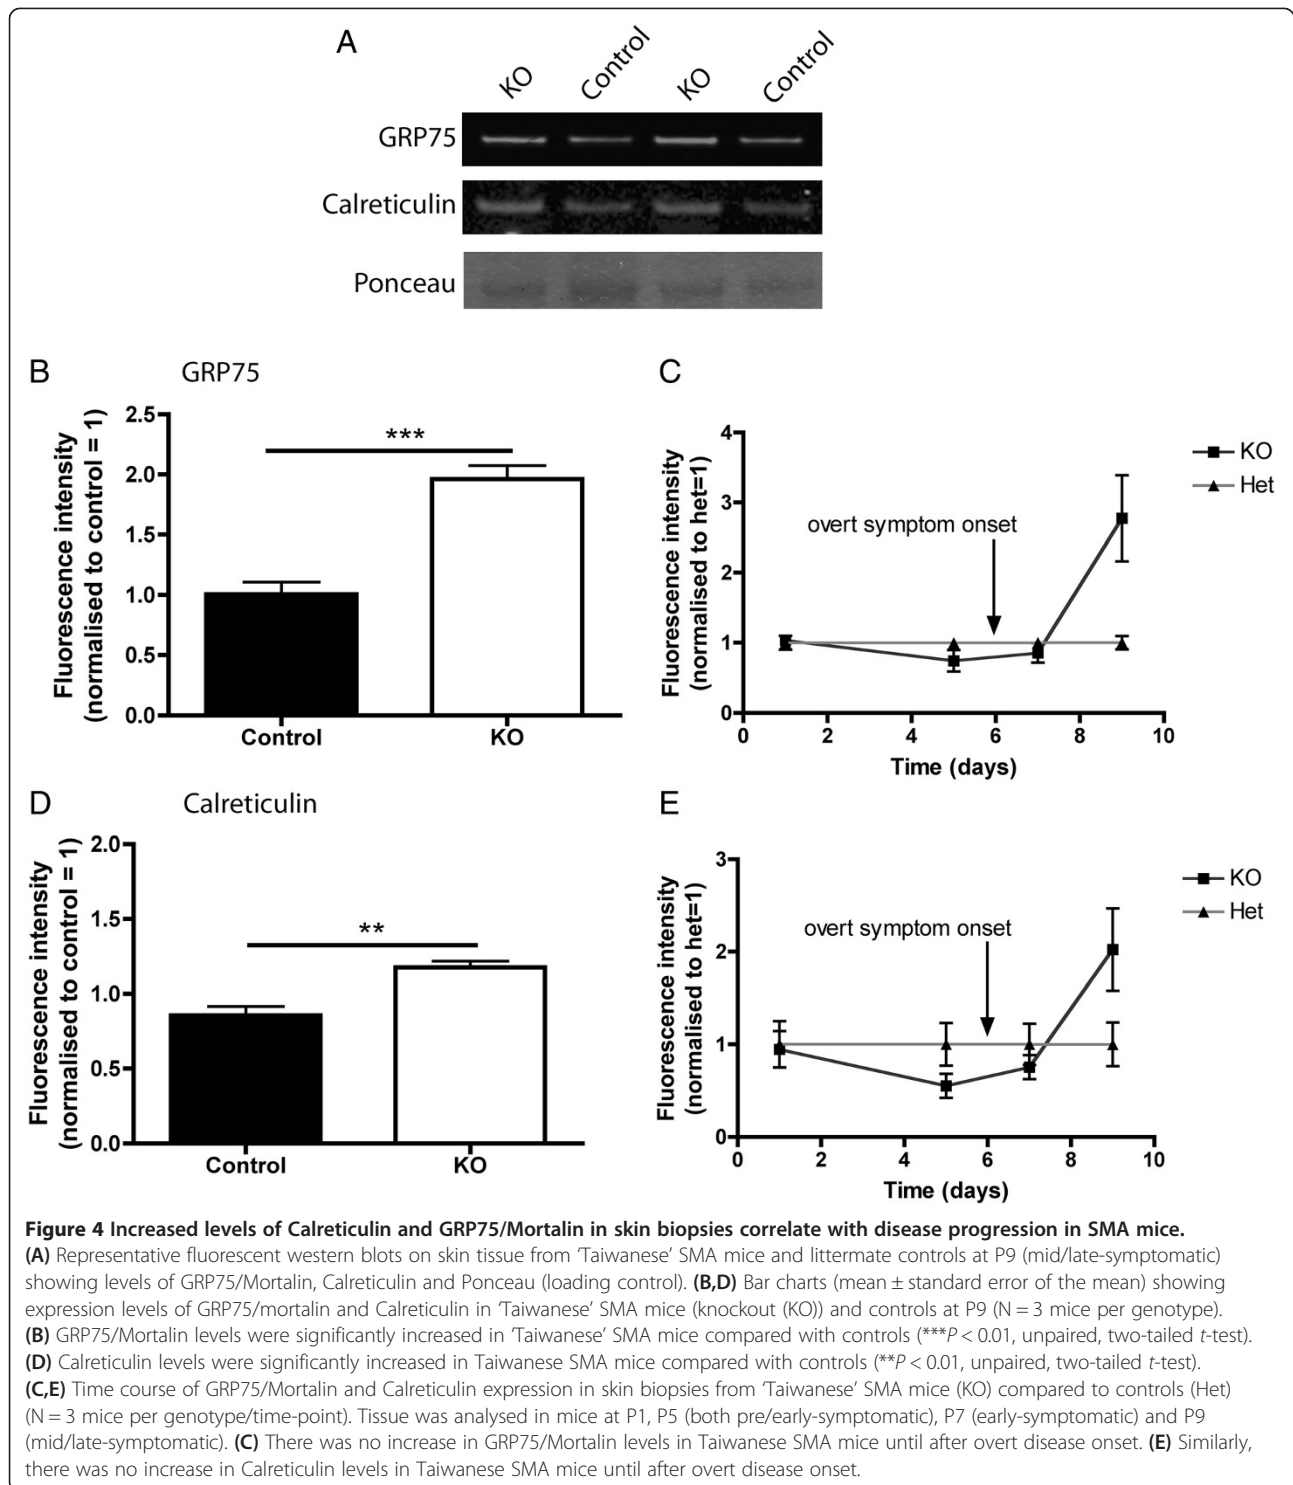 A
KO
Control
KO
Control
GRP75
Calreticulin
Ponceau
B
GRP75
Fluorescence intensity
(normalised to control = 1)
2.5
2.0
1.5
1.0
0.5
0.0
***
Control
KO
C
Fluorescence intensity
(normalised to het=1)
4
3
2
1
0
overt symptom onset
KO
Het
0 2 4 6 8 10
Time (days)
D
Calreticulin
Fluorescence intensity
(normalised to control = 1)
2.0
1.5
1.0
0.5
0.0
**
Control
KO
E
Fluorescence intensity
(normalised to het=1)
3
2
1
0
overt symptom onset
KO
Het
0 2 4 6 8 10
Time (days)
Figure 4 Increased levels of Calreticulin and GRP75/Mortalin in skin biopsies correlate with disease progression in SMA mice.
(A) Representative fluorescent western blots on skin tissue from 'Taiwanese' SMA mice and littermate controls at P9 (mid/late-symptomatic)
showing levels of GRP75/Mortalin, Calreticulin and Ponceau (loading control). (B,D) Bar charts (mean ± standard error of the mean) showing
expression levels of GRP75/mortalin and Calreticulin in 'Taiwanese' SMA mice (knockout (KO)) and controls at P9 (N = 3 mice per genotype).
(B) GRP75/Mortalin levels were significantly increased in 'Taiwanese' SMA mice compared with controls (***P < 0.01, unpaired, two-tailed t-test).
(D) Calreticulin levels were significantly increased in Taiwanese SMA mice compared with controls (**P < 0.01, unpaired, two-tailed t-test).
(C,E) Time course of GRP75/Mortalin and Calreticulin expression in skin biopsies from 'Taiwanese' SMA mice (KO) compared to controls (Het)
(N = 3 mice per genotype/time-point). Tissue was analysed in mice at P1, P5 (both pre/early-symptomatic), P7 (early-symptomatic) and P9
(mid/late-symptomatic). (C) There was no increase in GRP75/Mortalin levels in Taiwanese SMA mice until after overt disease onset. (E) Similarly,
there was no increase in Calreticulin levels in Taiwanese SMA mice until after overt disease onset.